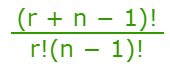 (r + n − 1)!
r!(n − 1)!